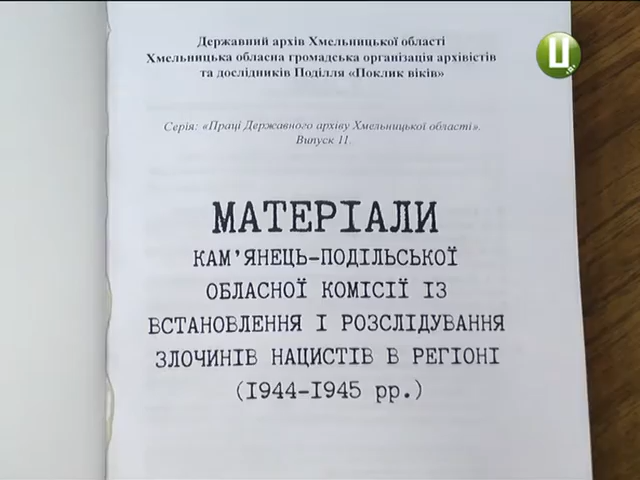 Державний архів Хмельницької області
Хмельницька обласна громадська організація архівістів
та дослідників Поділля «Поклик віків»
Ц
Серія: «Праці Державного архіву Хмельницької області».
Випуск 11.
МАТЕРІАЛИ
КАМ’ЯНЕЦЬ-ПОДІЛЬСЬКОЇ
ОБЛАСНОЇ КОМІСІЇ ІЗ
ВСТАНОВЛЕННЯ І РОЗСЛІДУВАННЯ
ЗЛОЧИНІВ НАЦИСТІВ В РЕГІОНІ
(1944-1945 рр.)